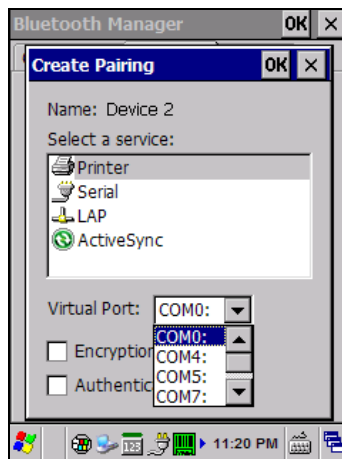 Bluetooth Manager OK
Create Pairing OK
Name: Device 2
Select a service:
Printer
Serial
LAP
ActiveSync
Virtual Port: COM0:
COM0:
Encryption COM4:
COM5:
COM7:
123 11:20 PM